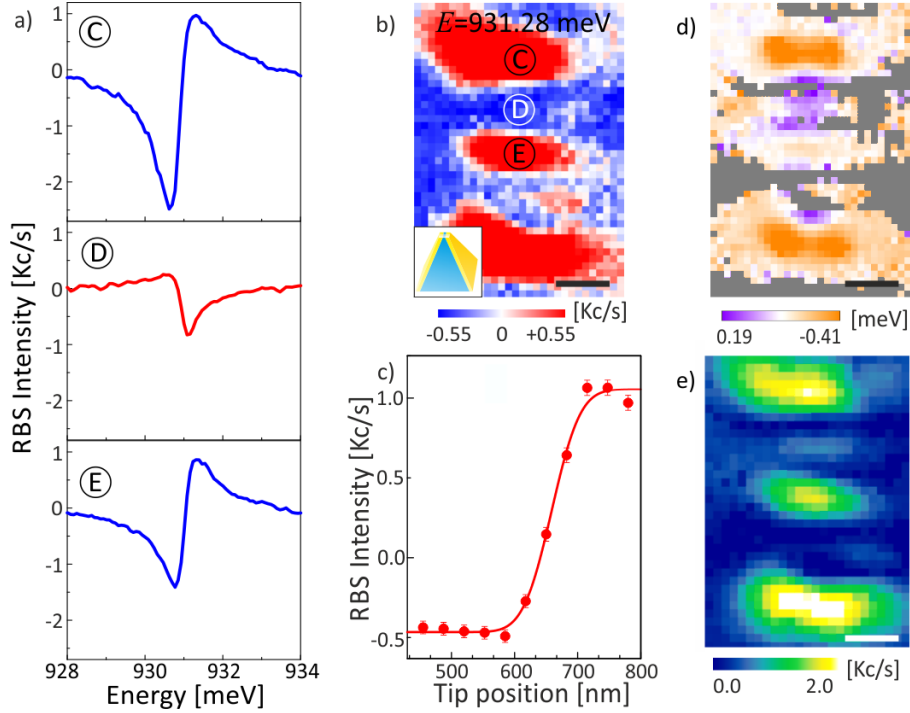 a)
C
1
0
-1
-2
D
1
0
-1
-2
E
1
0
-1
-2
RBS Intensity [Kc/s]
928 930 932 934
Energy [meV]
b)
E=931.28 meV
C
D
E
-0.55 0 +0.55
[Kc/s]
c)
1.0
0.5
0.0
-0.5
RBS Intensity [Kc/s]
500 600 700 800
Tip position [nm]
d)
0.19 -0.41
[meV]
e)
0.0 2.0
[Kc/s]